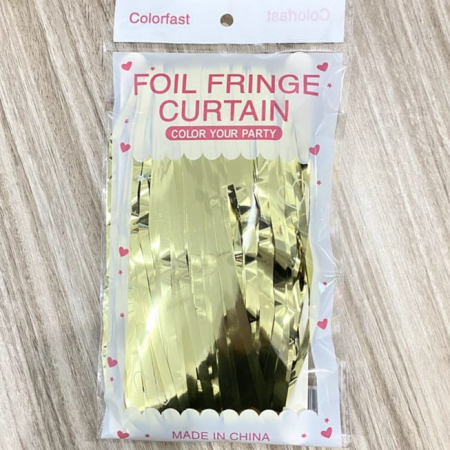 Colorfast Colorfast
FOIL FRINGE
CURTAIN
COLOR YOUR PARTY
MADE IN CHINA